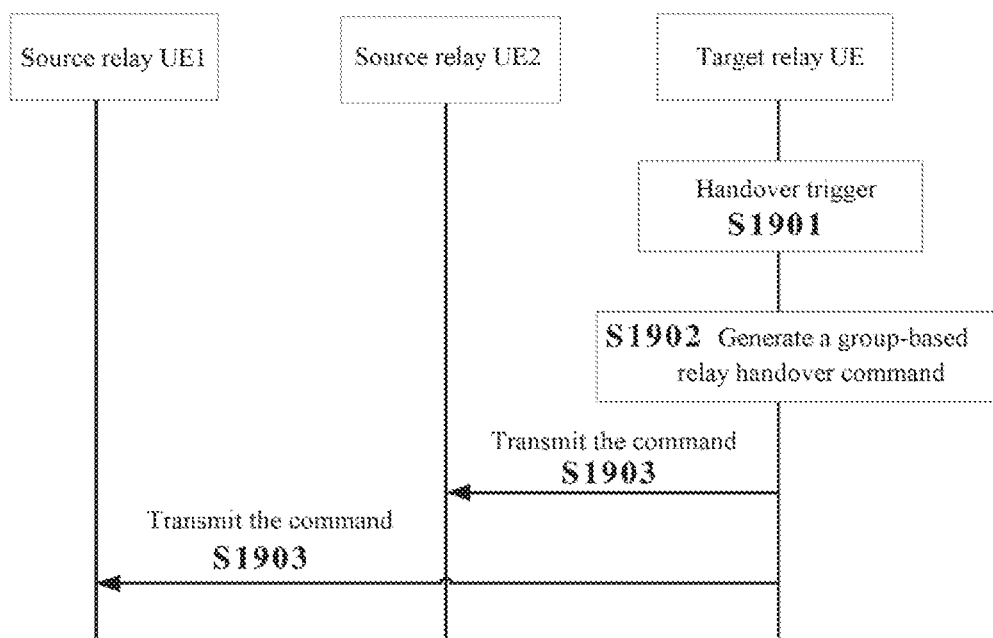 Source relay UE1
Source relay UE2
Target relay UE
Handover trigger
S1901
S1902 Generate a group-based
relay handover command
Transmit the command
S1903
Transmit the command
S1903